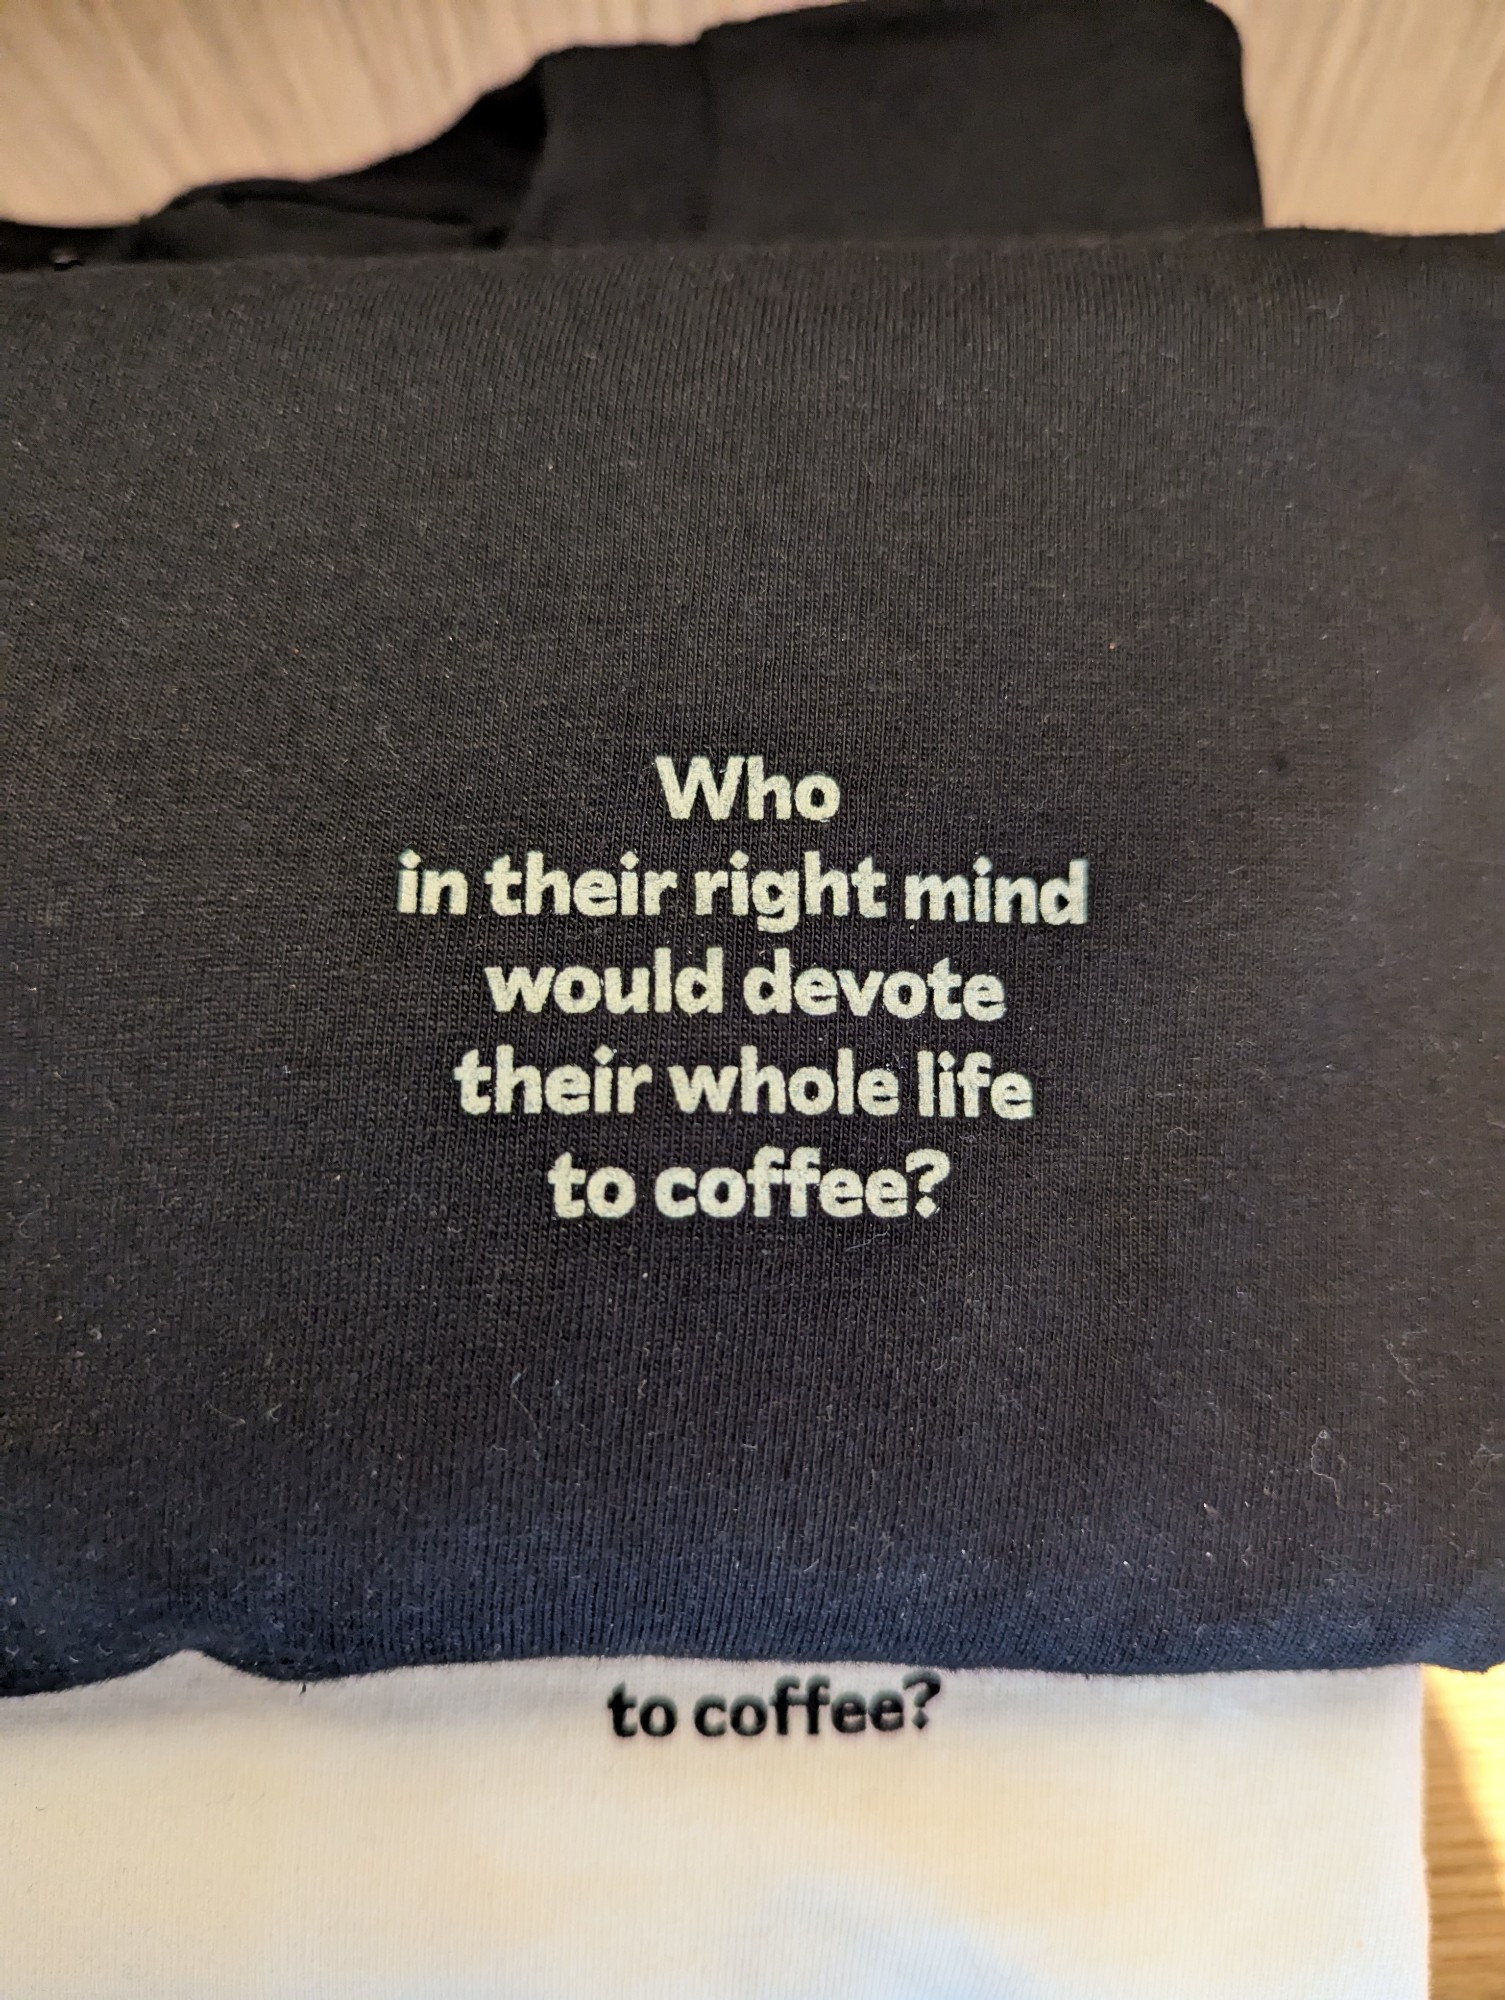 Who
in their right mind
would devote
their whole life
to coffee?
to coffee?